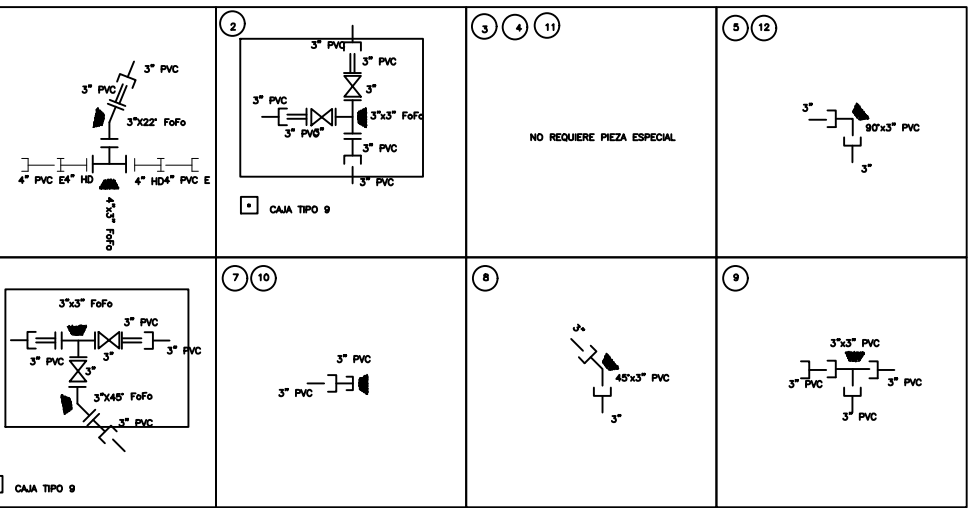 3" PVC
3" PVC
3"X22' FoFo
4" PVC E4" HD
4" HD4" PVC E
4"x3" FoFo
2
3" PVC
3" PVC
3"
3" PVC
3"x3" FoFo
3" PVC
3"
3" PVC
3" PVC
CAJA TIPO 9
3 4 11
NO REQUIERE PIEZA ESPECIAL
5 12
3"
90'x3" PVC
3"
3"x3" FoFo
3" PVC
3" PVC
3"
3" PVC
3"
3"X45' FoFo
3" PVC
CAJA TIPO 9
7 10
3" PVC
3" PVC
8
3"
45'x3" PVC
3"
9
3"x3" PVC
3" PVC
3" PVC
3" PVC